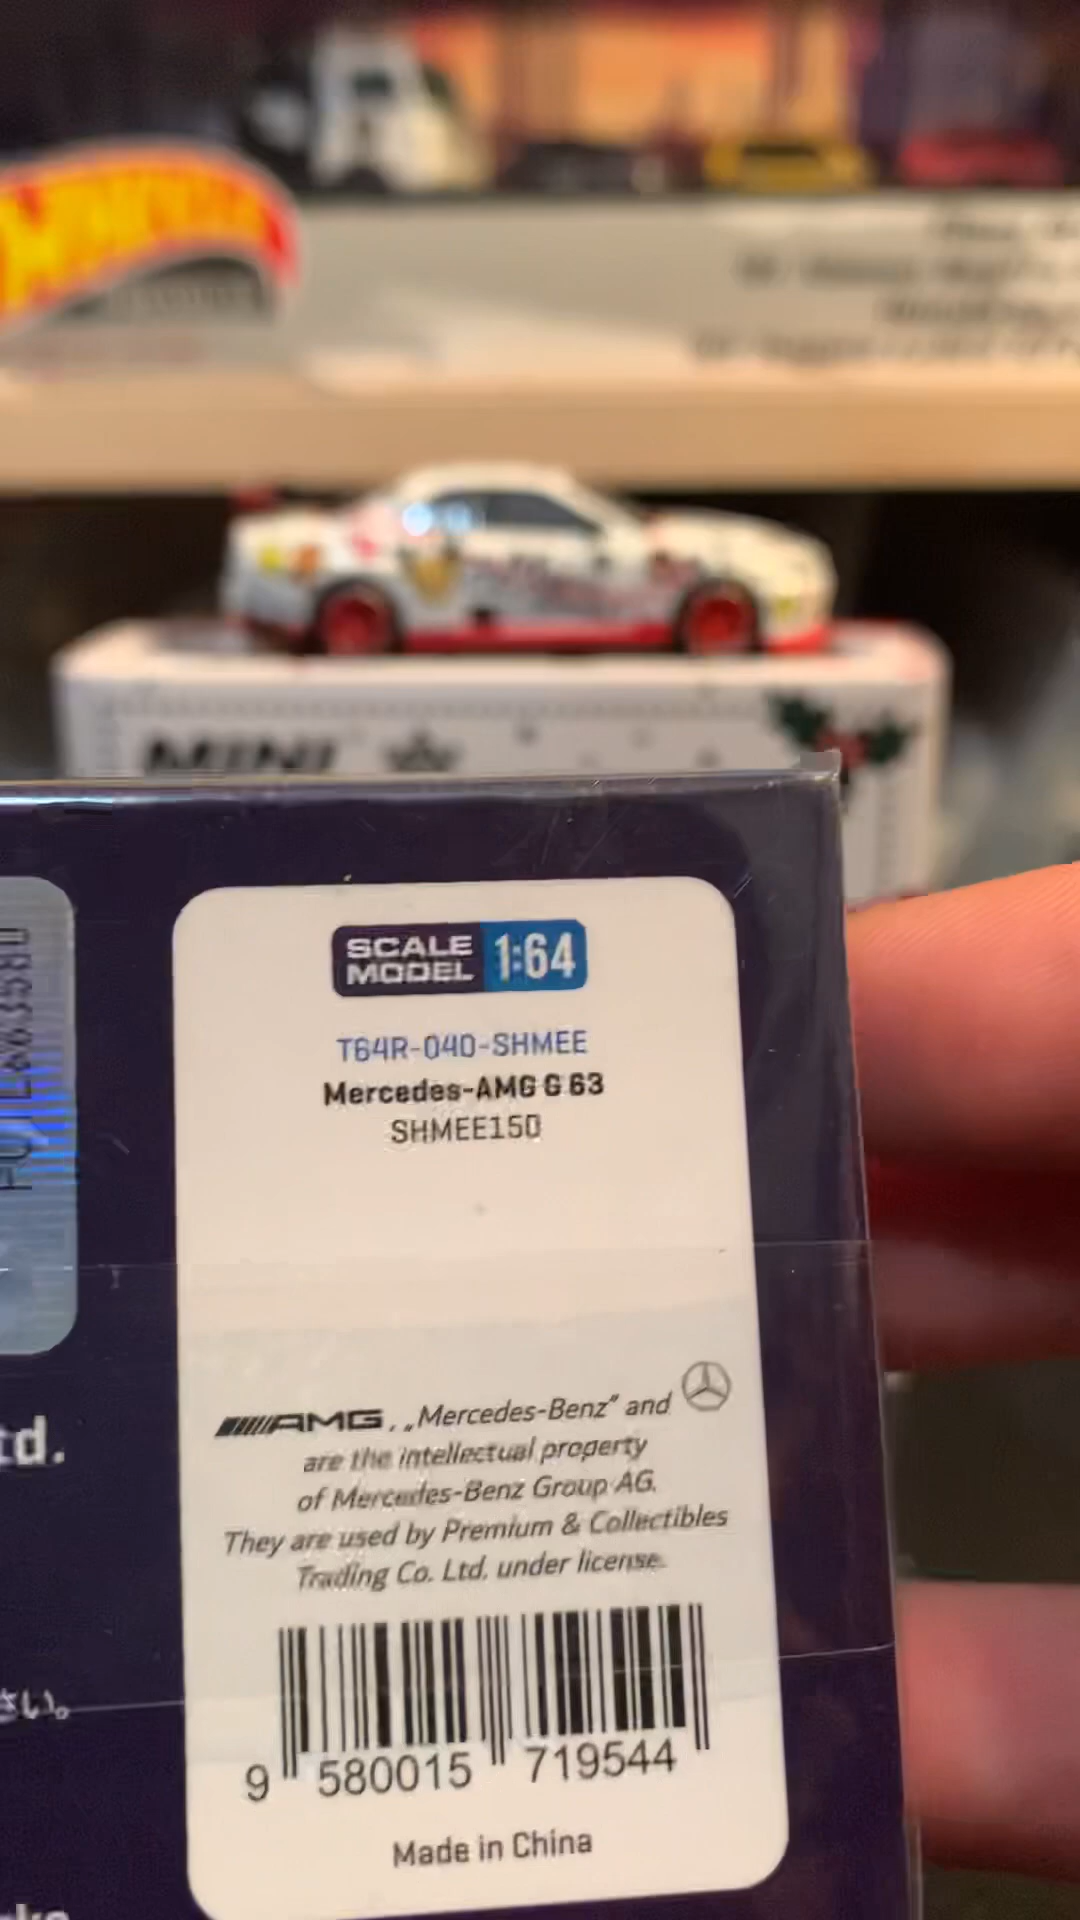 MINI
SCALE MODEL 1:64
T64R-040-SHMEE
Mercedes-AMG G 63
SHMEE150
AMG, „Mercedes-Benz” and
are the intellectual property
of Mercedes-Benz Group AG.
They are used by Premium & Collectibles
Trading Co. Ltd. under license.
9 580015 719544
Made in China
td.